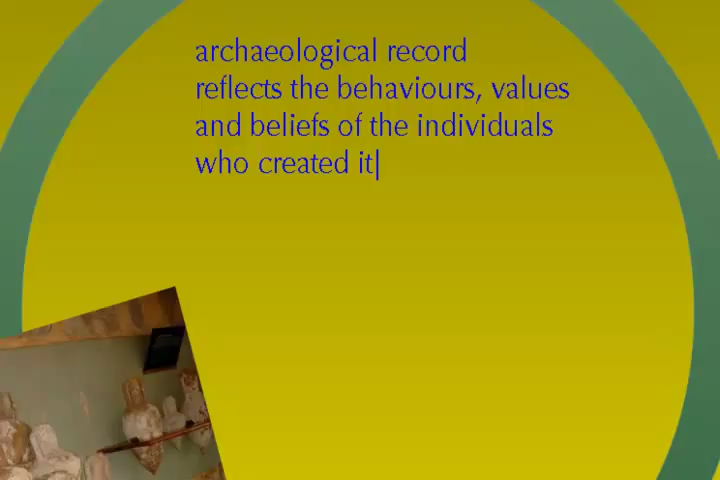 archaeological record
reflects the behaviours, values
and beliefs of the individuals
who created it